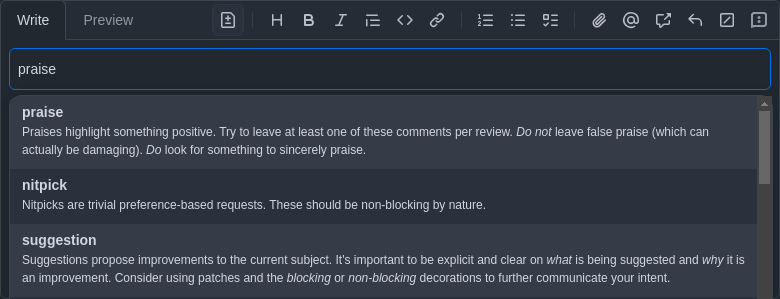 Write Preview
praise
praise
Praises highlight something positive. Try to leave at least one of these comments per review. Do not leave false praise (which can
actually be damaging). Do look for something to sincerely praise.
nitpick
Nitpicks are trivial preference-based requests. These should be non-blocking by nature.
suggestion
Suggestions propose improvements to the current subject. It's important to be explicit and clear on what is being suggested and why it is
an improvement. Consider using patches and the blocking or non-blocking decorations to further communicate your intent.